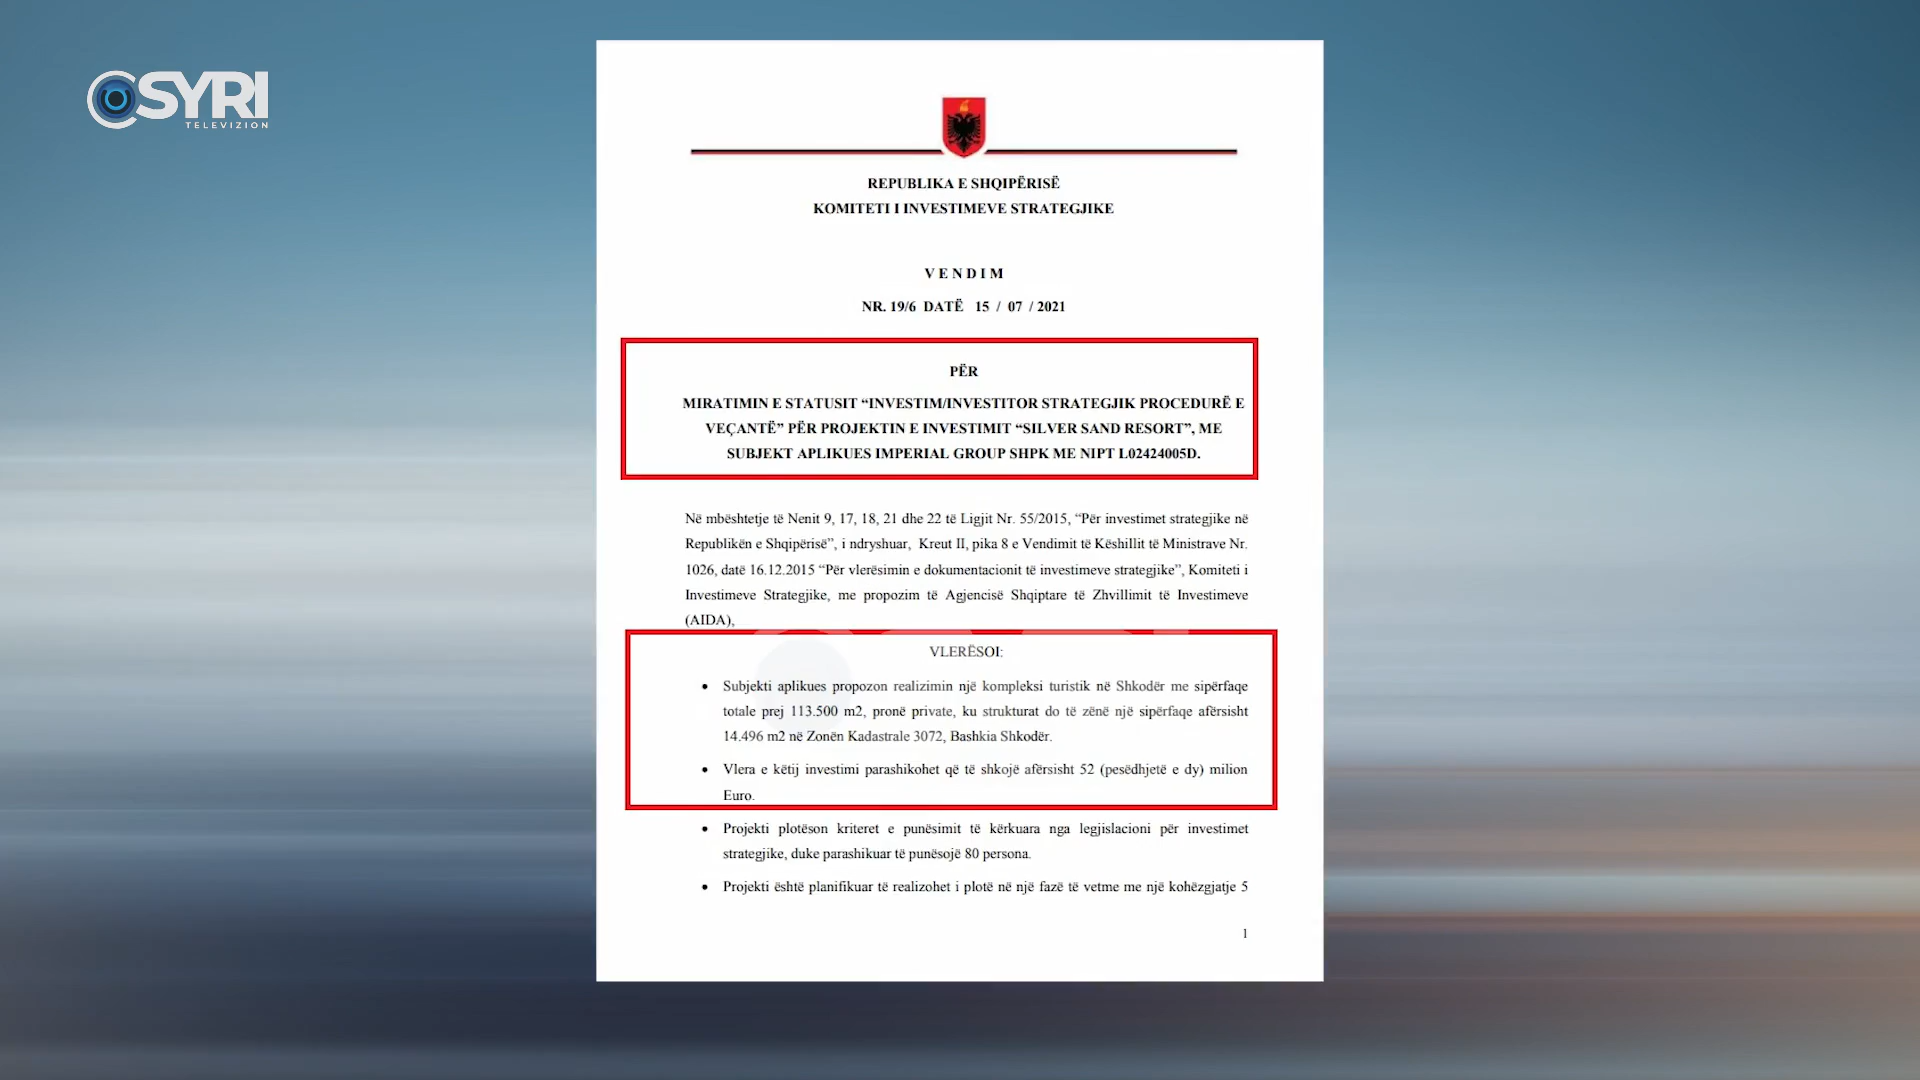 SYRI
TELEVIZION
REPUBLIKA E SHQIPËRISË
KOMITETI I INVESTIMEVE STRATEGJIKE
V E N D I M
NR. 19/6 DATË 15 / 07 / 2021
PËR
MIRATIMIN E STATUSIT “INVESTIM/INVESTITOR STRATEGJIK PROCEDURË E
VEÇANTË” PËR PROJEKTIN E INVESTIMIT “SILVER SAND RESORT”, ME
SUBJEKT APLIKUES IMPERIAL GROUP SHPK ME NIPT L02424005D.
Në mbështetje të Nenit 9, 17, 18, 21 dhe 22 të Ligjit Nr. 55/2015, “Për investimet strategjike në
Republikën e Shqipërisë”, i ndryshuar, Kreut II, pika 8 e Vendimit të Këshillit të Ministrave Nr.
1026, datë 16.12.2015 “Për vlerësimin e dokumentacionit të investimeve strategjike”, Komiteti i
Investimeve Strategjike, me propozim të Agjencisë Shqiptare të Zhvillimit të Investimeve
(AIDA),
VLERËSOI:
• Subjekti aplikues propozon realizimin një kompleksi turistik në Shkodër me sipërfaqe
totale prej 113.500 m2, pronë private, ku strukturat do të zënë një sipërfaqe afërsisht
14.496 m2 në Zonën Kadastrale 3072, Bashkia Shkodër.
• Vlera e këtij investimi parashikohet që të shkojë afërsisht 52 (pesëdhjetë e dy) milion
Euro.
• Projekti plotëson kriteret e punësimit të kërkuara nga legjislacioni për investimet
strategjike, duke parashikuar të punësojë 80 persona.
• Projekti është planifikuar të realizohet i plotë në një fazë të vetme me një kohëzgjatje 5
1